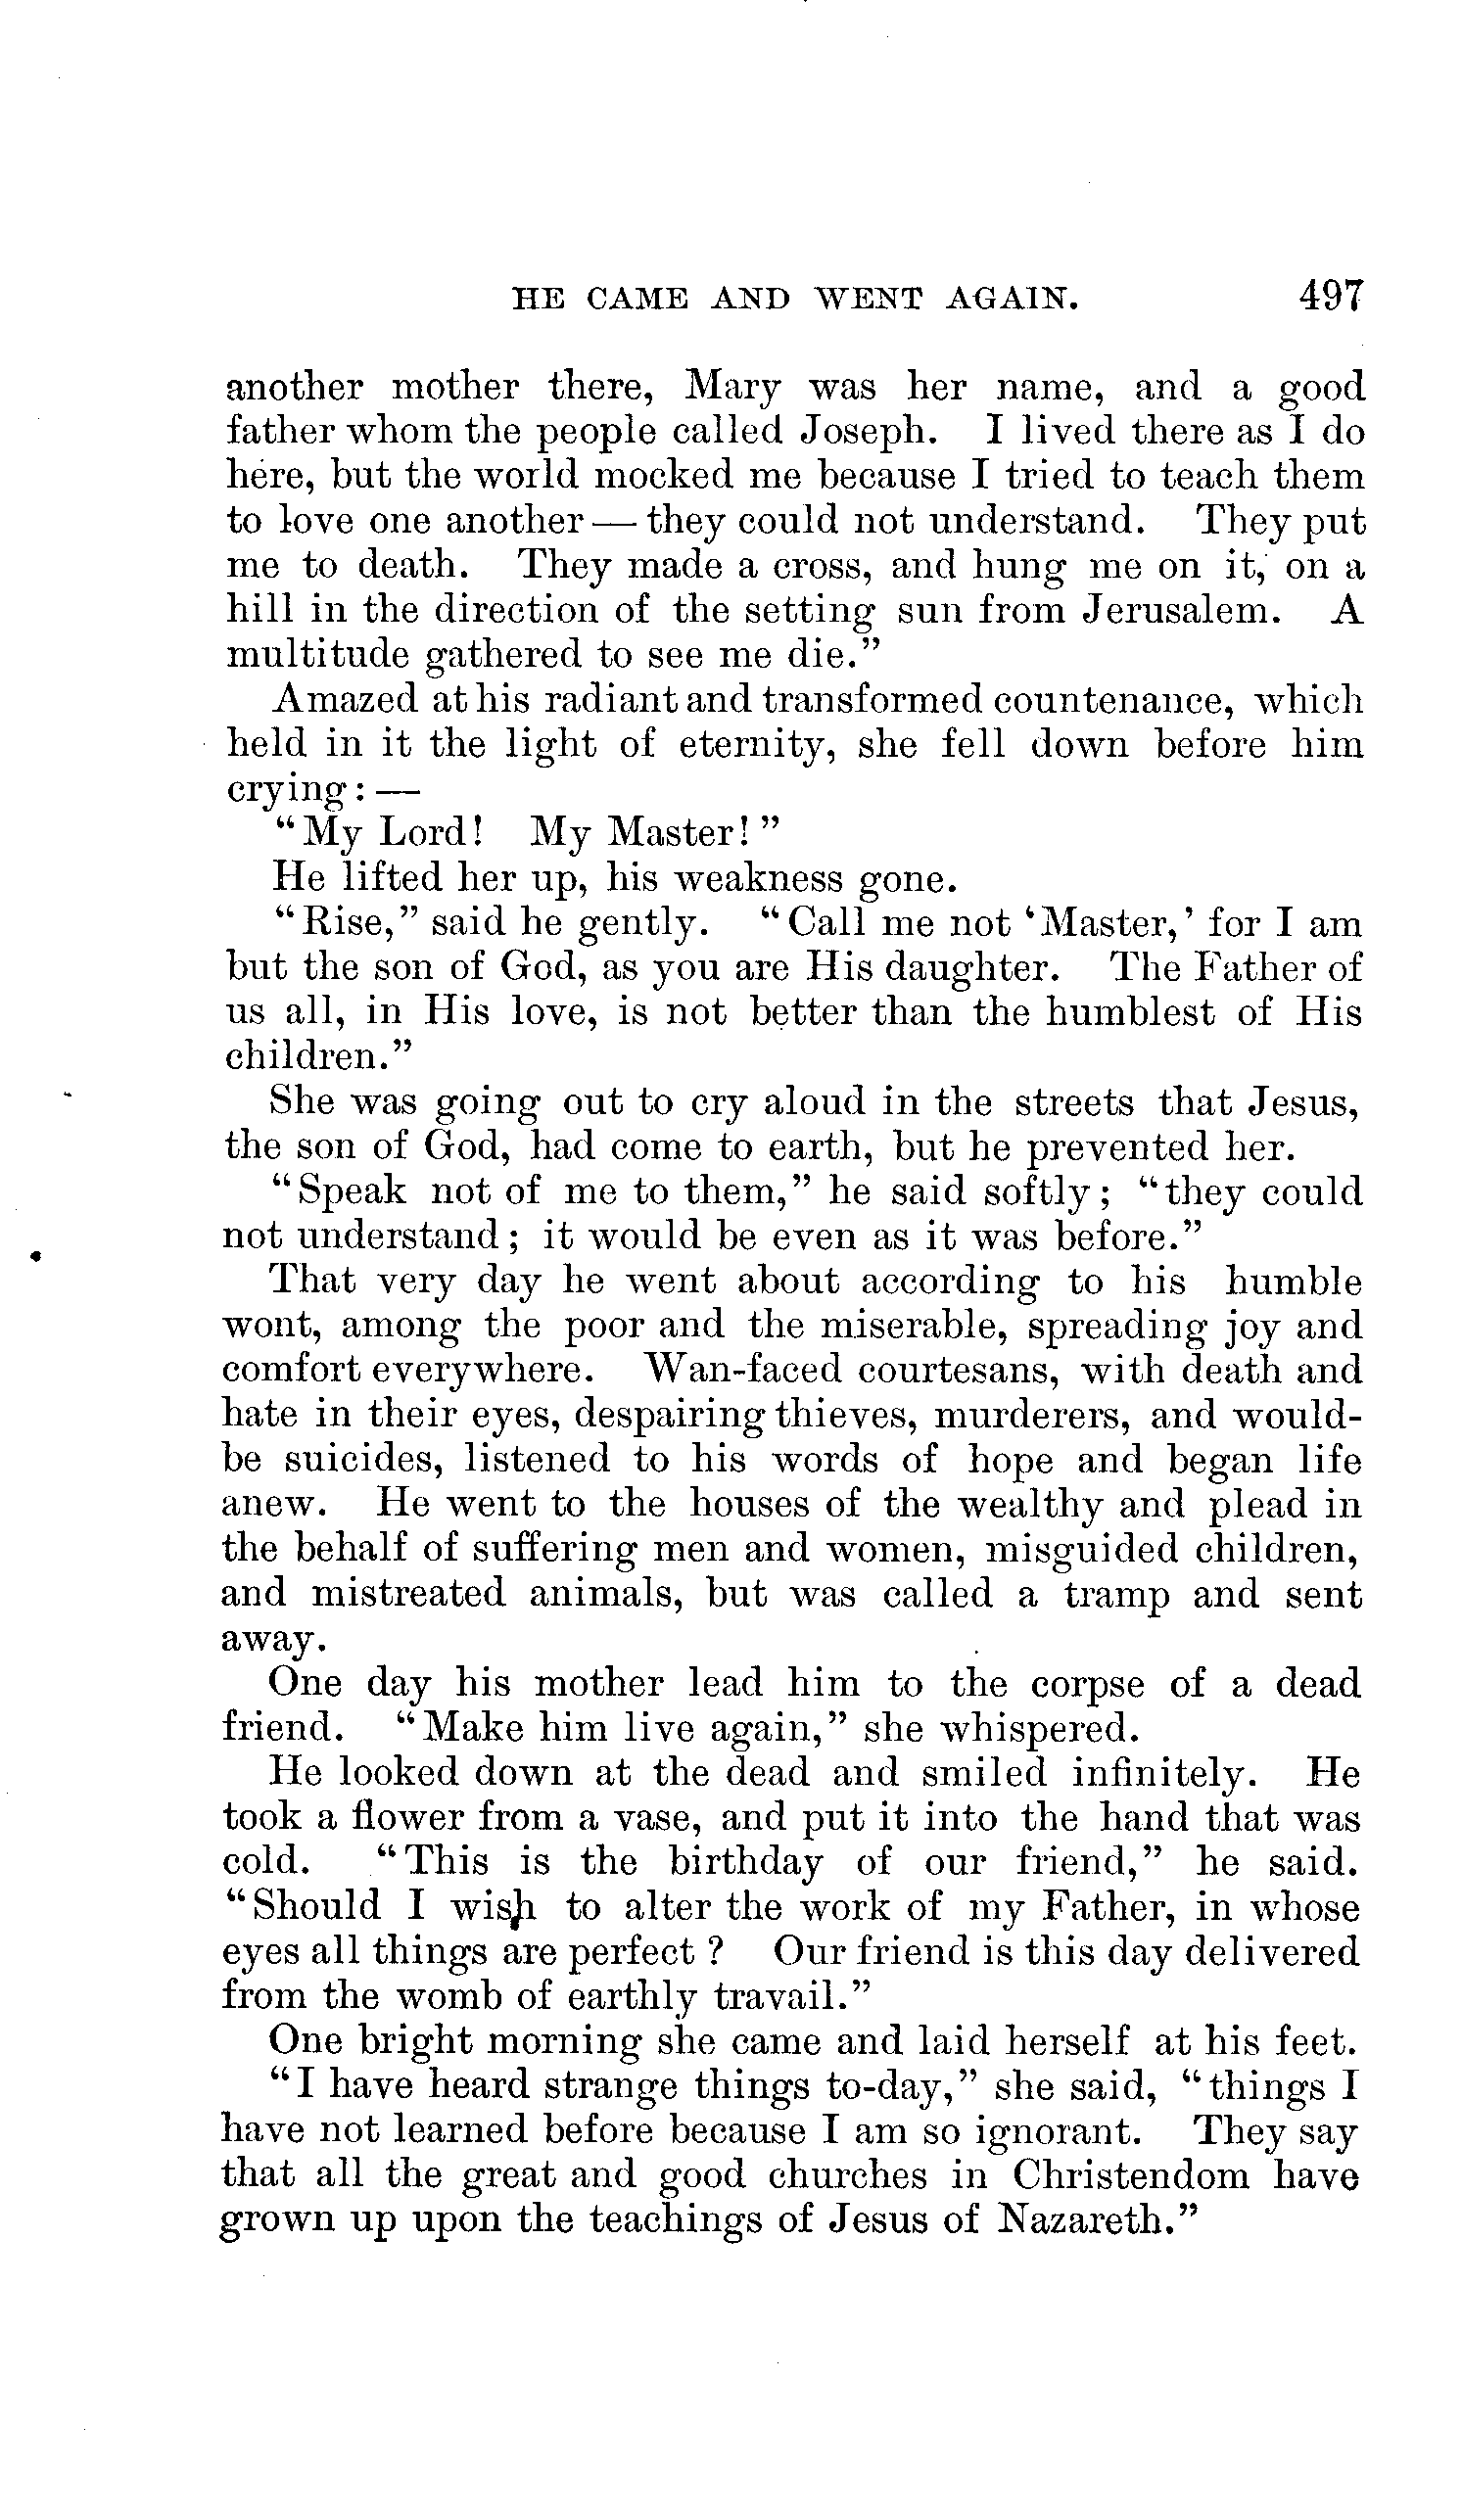 HE CAME AND WENT AGAIN. 497
another mother there, Mary was her name, and a good
father whom the people called Joseph. I lived there as I do
here, but the world mocked me because I tried to teach them
to love one another — they could not understand. They put
me to death. They made a cross, and hung me on it, on a
hill in the direction of the setting sun from Jerusalem. A
multitude gathered to see me die."
Amazed at his radiant and transformed countenance, which
held in it the light of eternity, she fell down before him
crying: —
"My Lord! My Master!"
He lifted her up, his weakness gone.
"Rise," said he gently. "Call me not 'Master,' for I am
but the son of God, as you are His daughter. The Father of
us all, in His love, is not better than the humblest of His
children."
She was going out to cry aloud in the streets that Jesus,
the son of God, had come to earth, but he prevented her.
"Speak not of me to them," he said softly; "they could
not understand; it would be even as it was before."
That very day he went about according to his humble
wont, among the poor and the miserable, spreading joy and
comfort everywhere. Wan-faced courtesans, with death and
hate in their eyes, despairing thieves, murderers, and would-
be suicides, listened to his words of hope and began life
anew. He went to the houses of the wealthy and plead in
the behalf of suffering men and women, misguided children,
and mistreated animals, but was called a tramp and sent
away.
One day his mother lead him to the corpse of a dead
friend. "Make him live again," she whispered.
He looked down at the dead and smiled infinitely. He
took a flower from a vase, and put it into the hand that was
cold. "This is the birthday of our friend," he said.
"Should I wish to alter the work of my Father, in whose
eyes all things are perfect? Our friend is this day delivered
from the womb of earthly travail."
One bright morning she came and laid herself at his feet.
"I have heard strange things to-day," she said, "things I
have not learned before because I am so ignorant. They say
that all the great and good churches in Christendom have
grown up upon the teachings of Jesus of Nazareth."